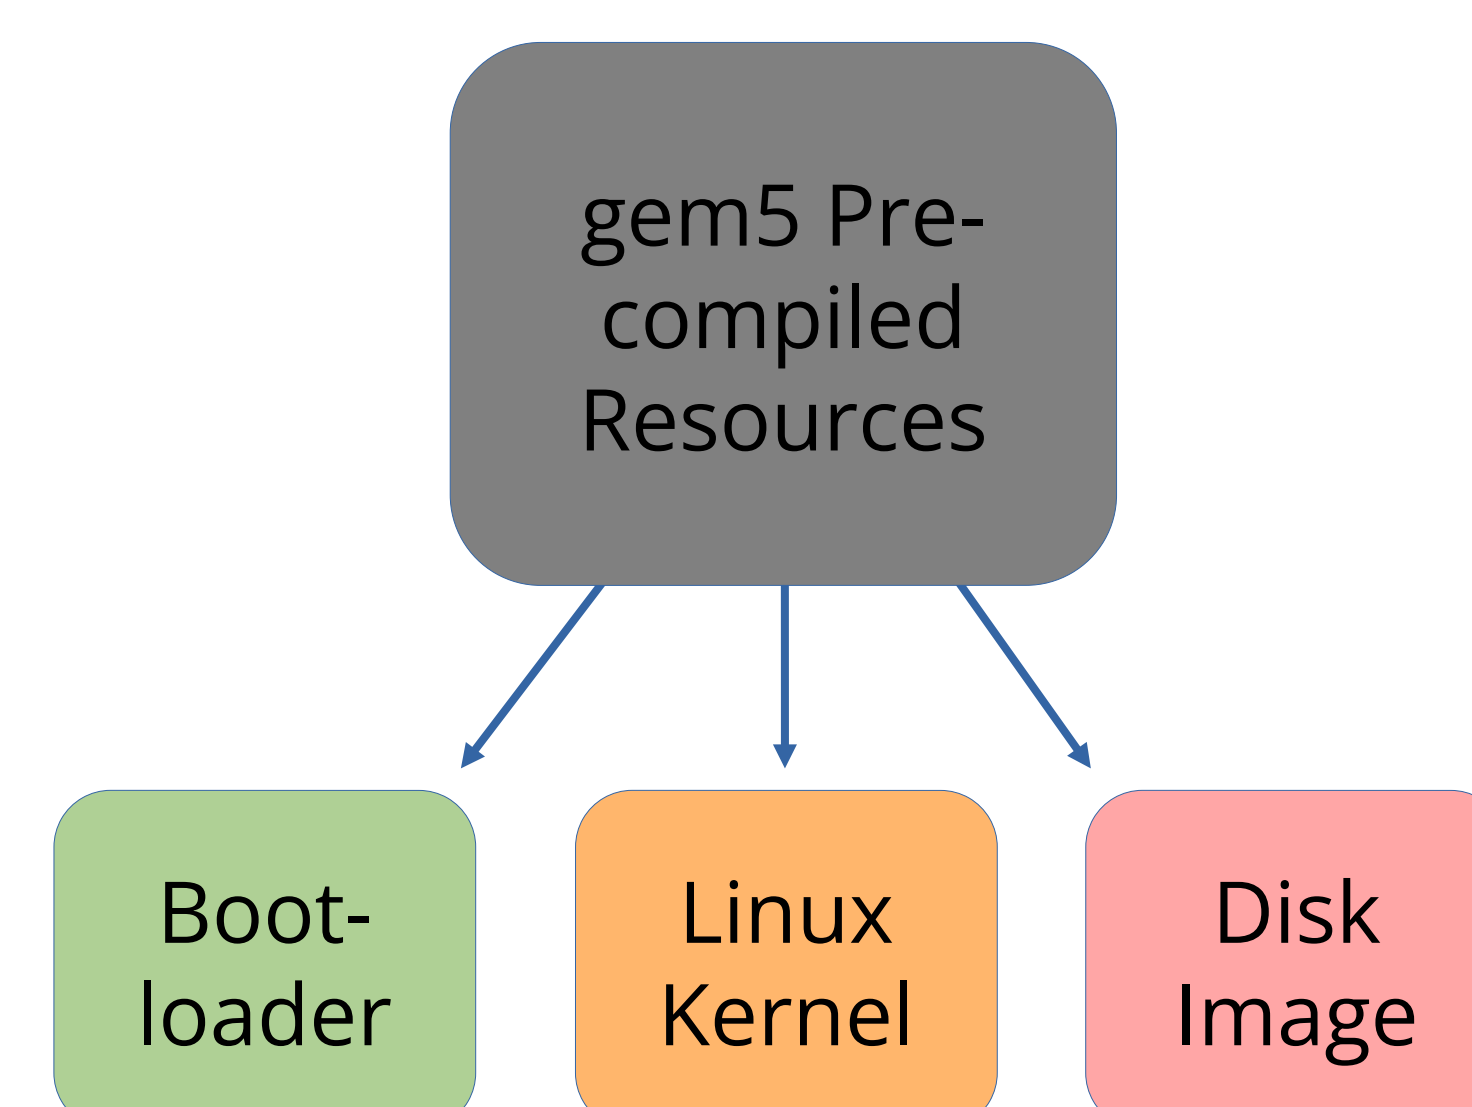 gem5 Pre-
compiled
Resources
Boot-
loader
Linux
Kernel
Disk
Image